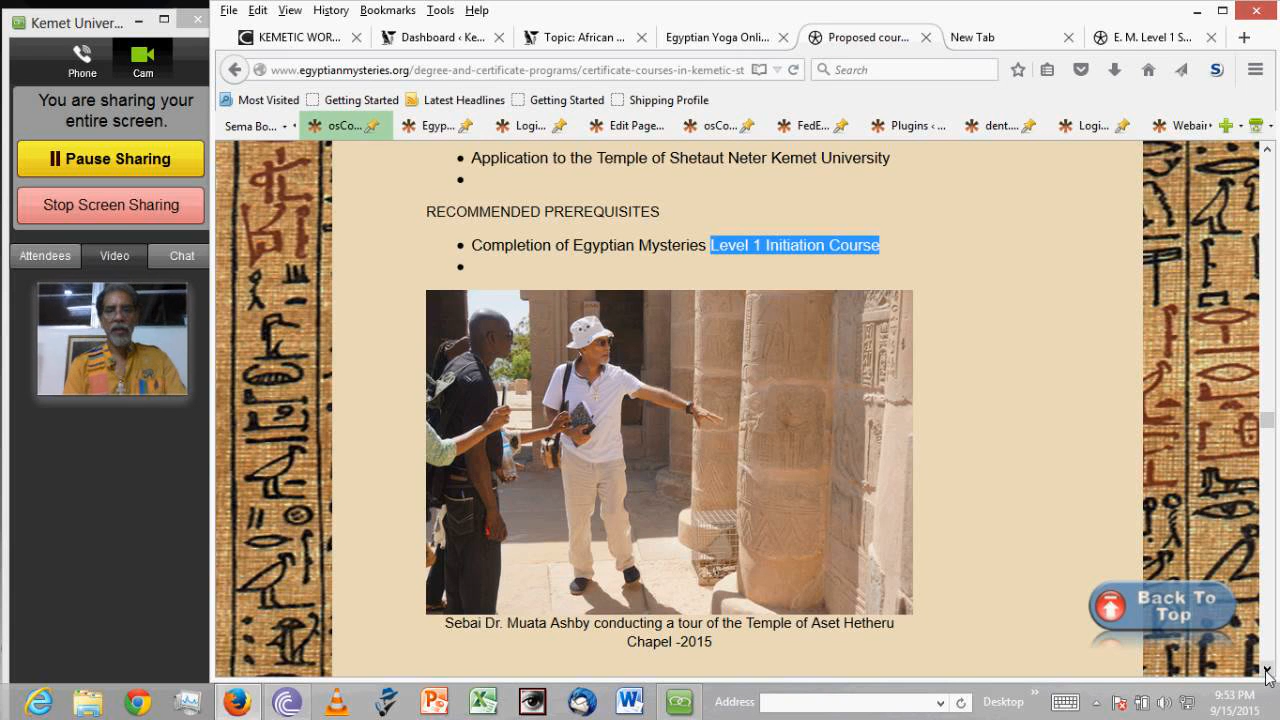 Kemet Univer...
File Edit View History Bookmarks Tools Help
KEMETIC WOR...
Dashboard ‹ Ke...
Topic: African ...
Egyptian Yoga Onli...
Proposed cour...
New Tab
E. M. Level 1 S...
Phone
Cam
www.egyptianmysteries.org/degree-and-certificate-programs/certificate-courses-in-kemetic-st
Search
You are sharing your
entire screen.
Most Visited
Getting Started
Latest Headlines
Getting Started
Shipping Profile
Sema Bo...
osCo...
Egyp...
Logi...
Edit Page...
osCo...
FedE...
Plugins ‹ ...
dent....
Logi...
Webair
Pause Sharing
Stop Screen Sharing
Attendees Video Chat
• Application to the Temple of Shetaut Neter Kemet University
•
RECOMMENDED PREREQUISITES
• Completion of Egyptian Mysteries Level 1 Initiation Course
•
Back To
Top
Sebai Dr. Muata Ashby conducting a tour of the Temple of Aset Hetheru
Chapel -2015
Address
Desktop
9:53 PM
9/15/2015